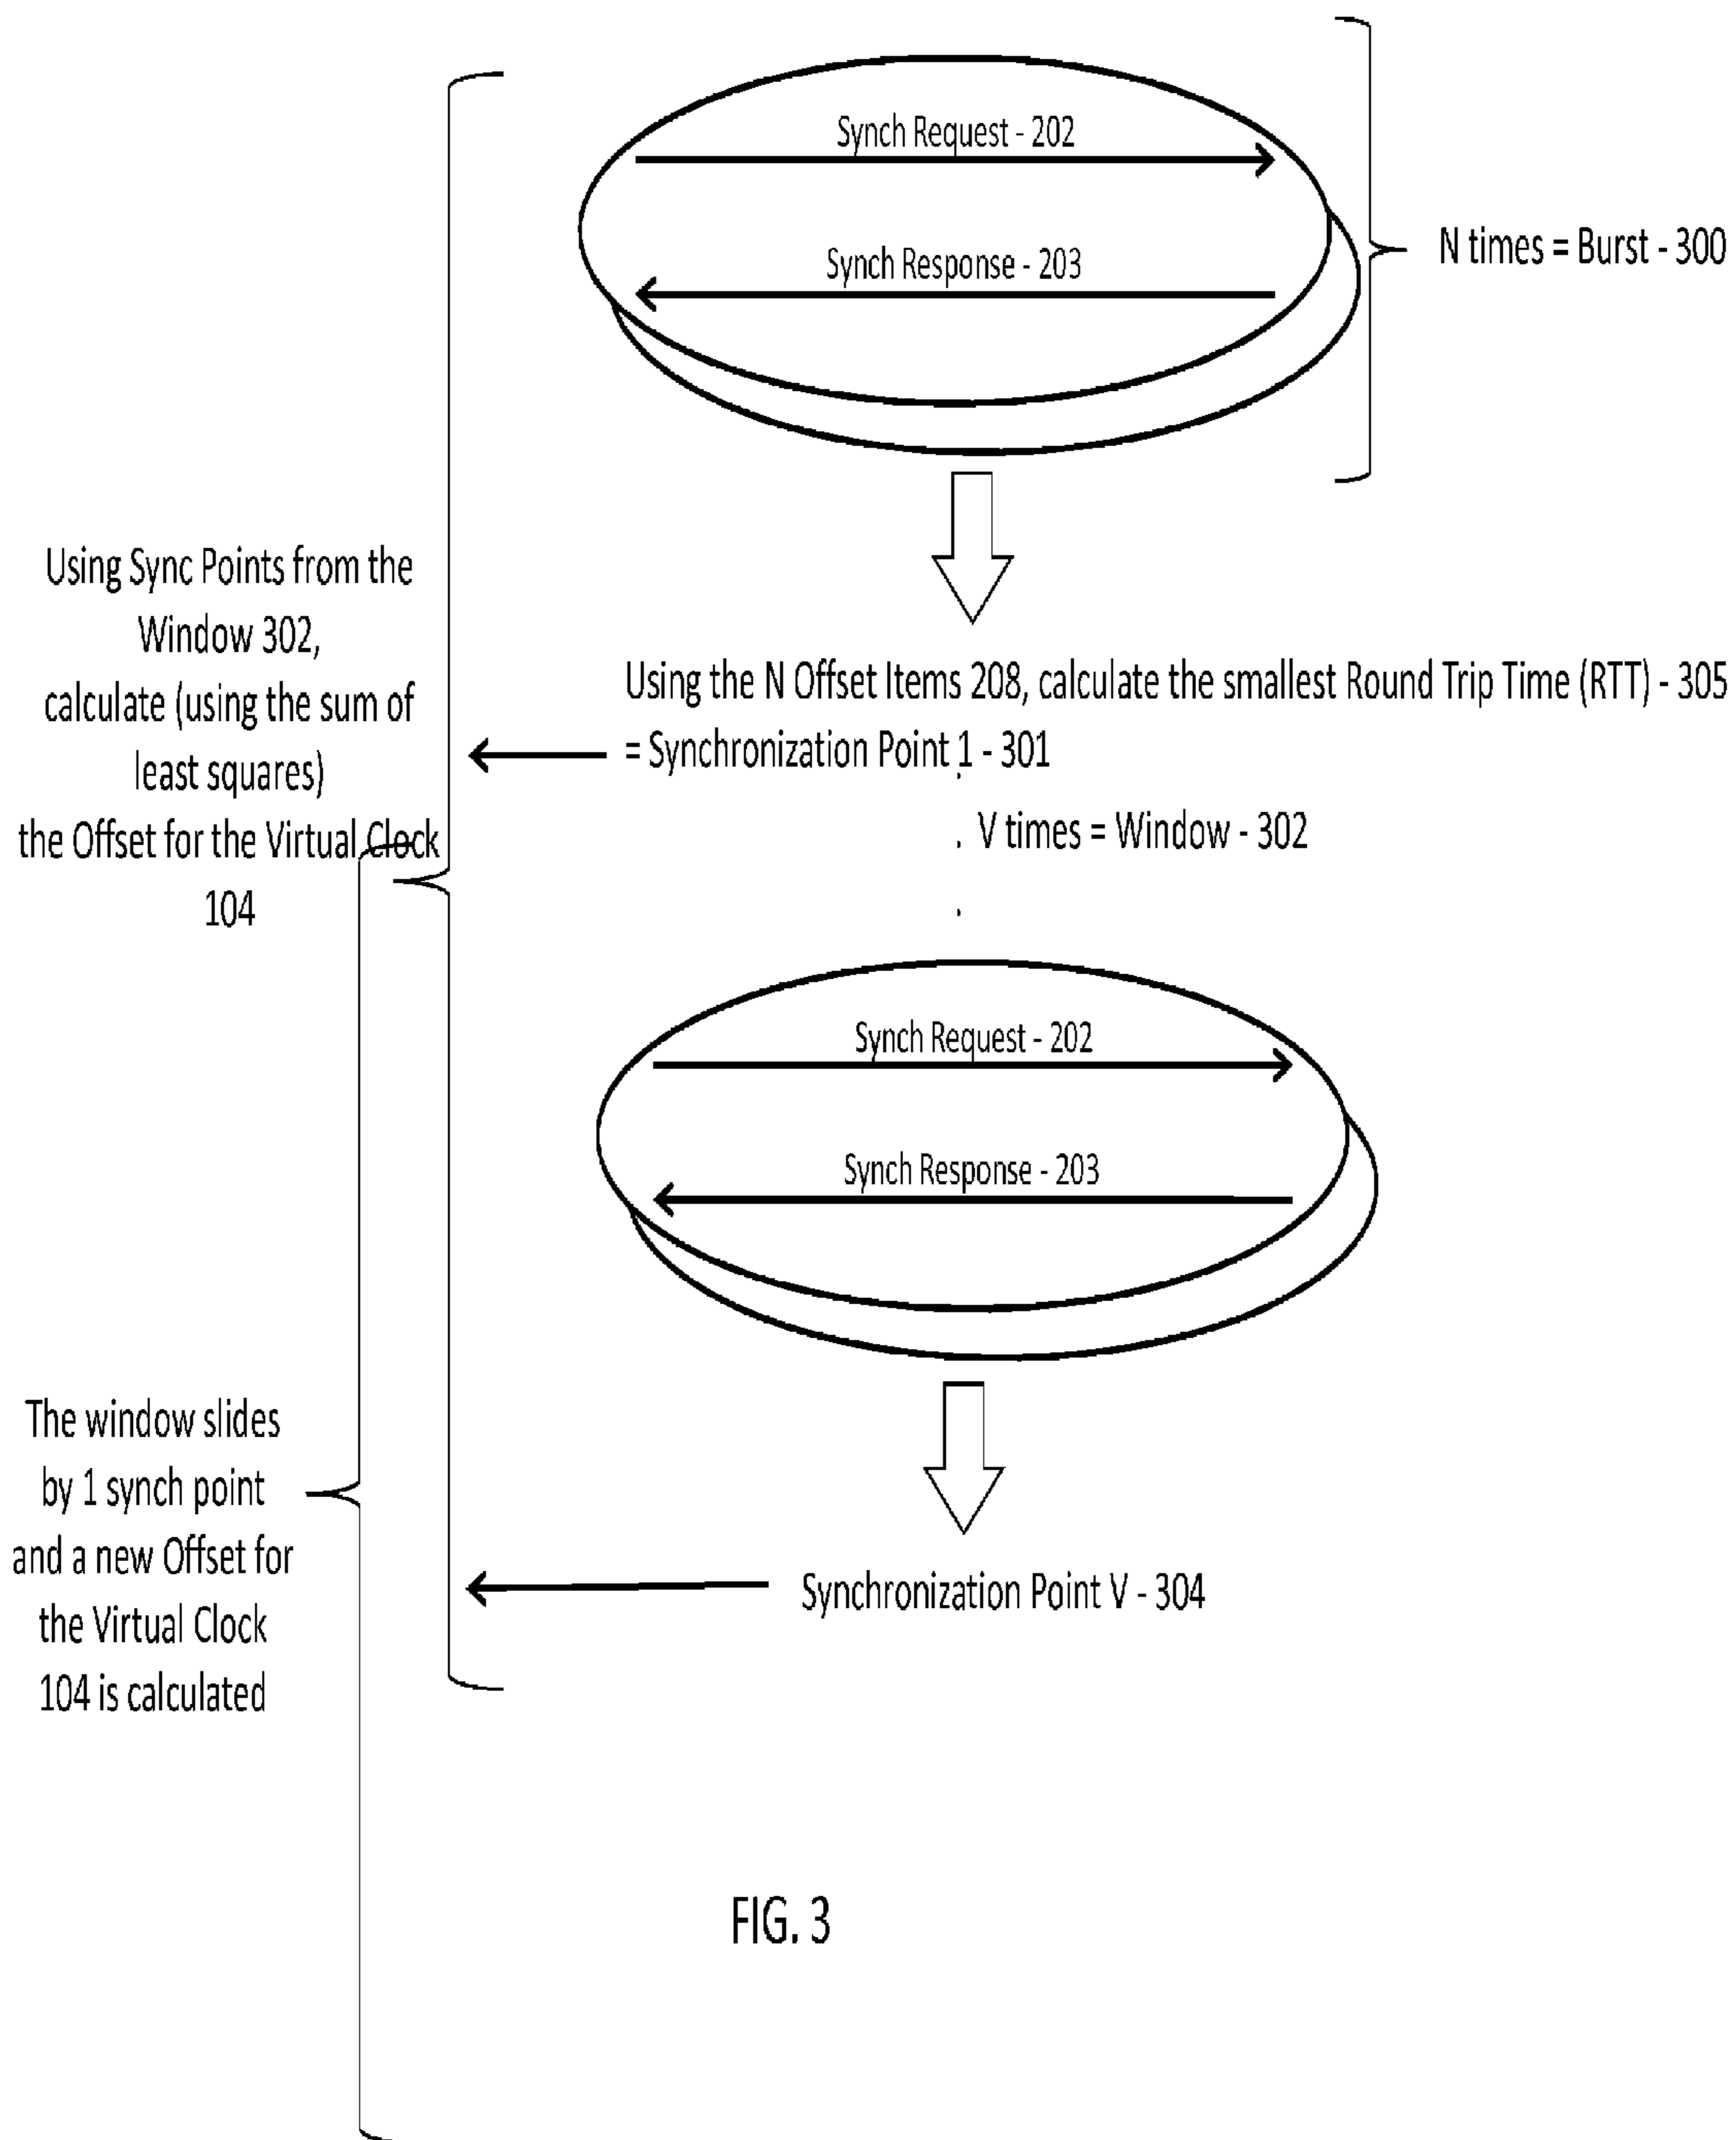 Synch Request - 202
Synch Response - 203
N times = Burst - 300
Using Sync Points from the
Window 302,
calculate (using the sum of
least squares)
the Offset for the Virtual Clock
104
Using the N Offset Items 208, calculate the smallest Round Trip Time (RTT) - 305
= Synchronization Point 1 - 301
V times = Window - 302
Synch Request - 202
Synch Response - 203
The window slides
by 1 synch point
and a new Offset for
the Virtual Clock
104 is calculated
Synchronization Point V - 304
FIG. 3